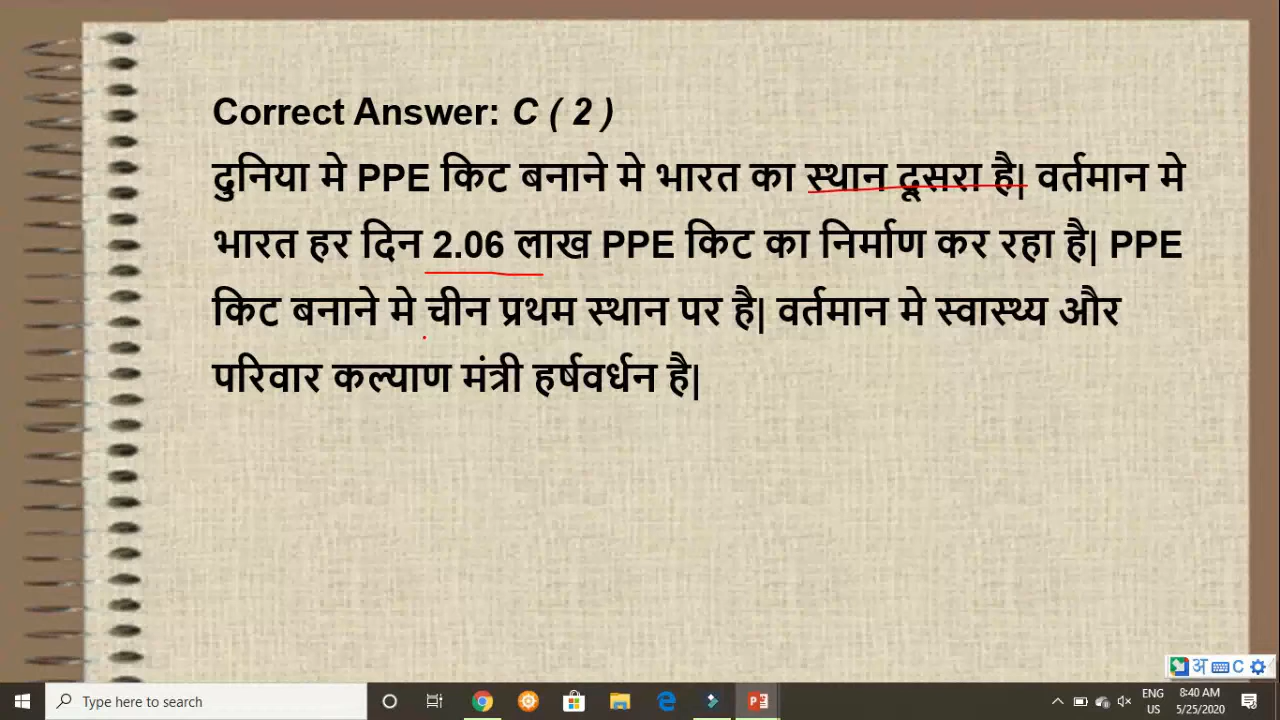 Correct Answer: C ( 2 )
दुनिया मे PPE किट बनाने मे भारत का स्थान दूसरा है| वर्तमान मे
भारत हर दिन 2.06 लाख PPE किट का निर्माण कर रहा है| PPE
किट बनाने मे चीन प्रथम स्थान पर है| वर्तमान मे स्वास्थ्य और
परिवार कल्याण मंत्री हर्षवर्धन है|
अ C
Type here to search
ENG
US
8:40 AM
5/25/2020